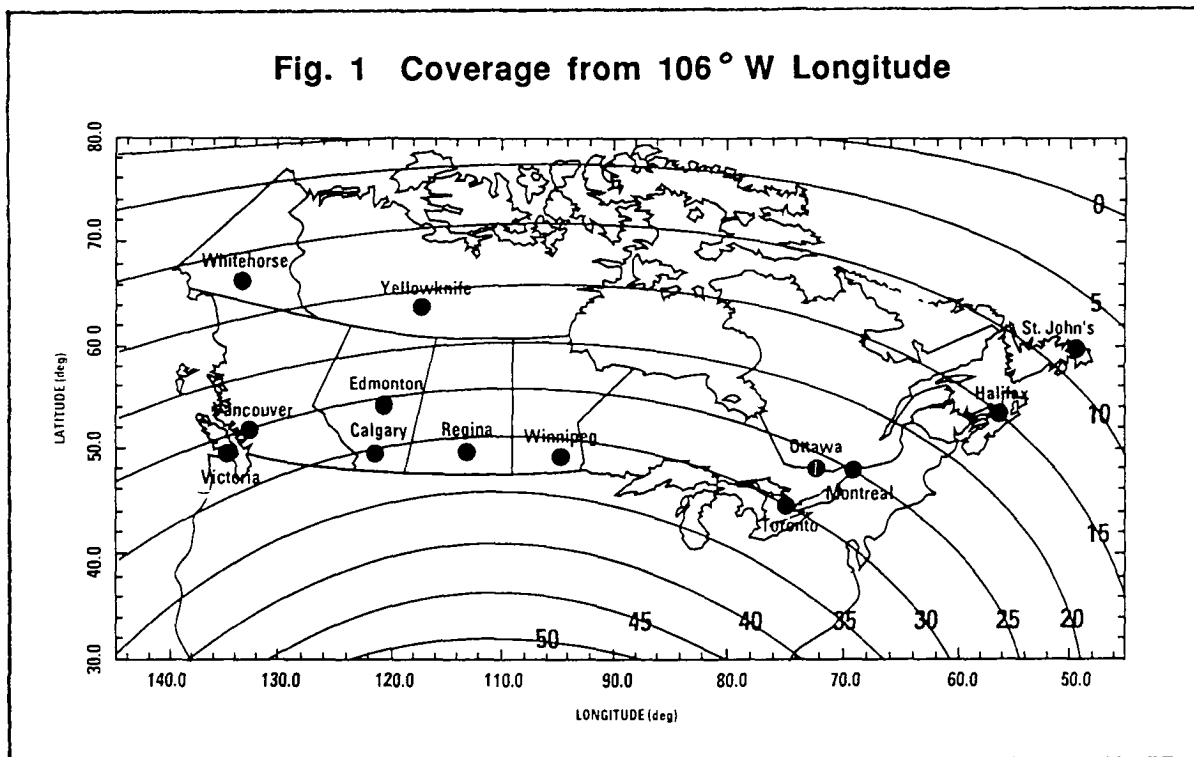 Fig. 1 Coverage from 106° W Longitude
80.0
70.0
60.0
50.0
40.0
30.0
LATITUDE (deg)
Whitehorse
Yellowknife
Edmonton
Vancouver
Calgary
Regina
Winnipeg
Victoria
Ottawa
Montreal
Toronto
Halifax
St. John's
0
5
10
15
20
25
30
35
40
45
50
140.0 130.0 120.0 110.0 100.0 90.0 80.0 70.0 60.0 50.0
LONGITUDE (deg)